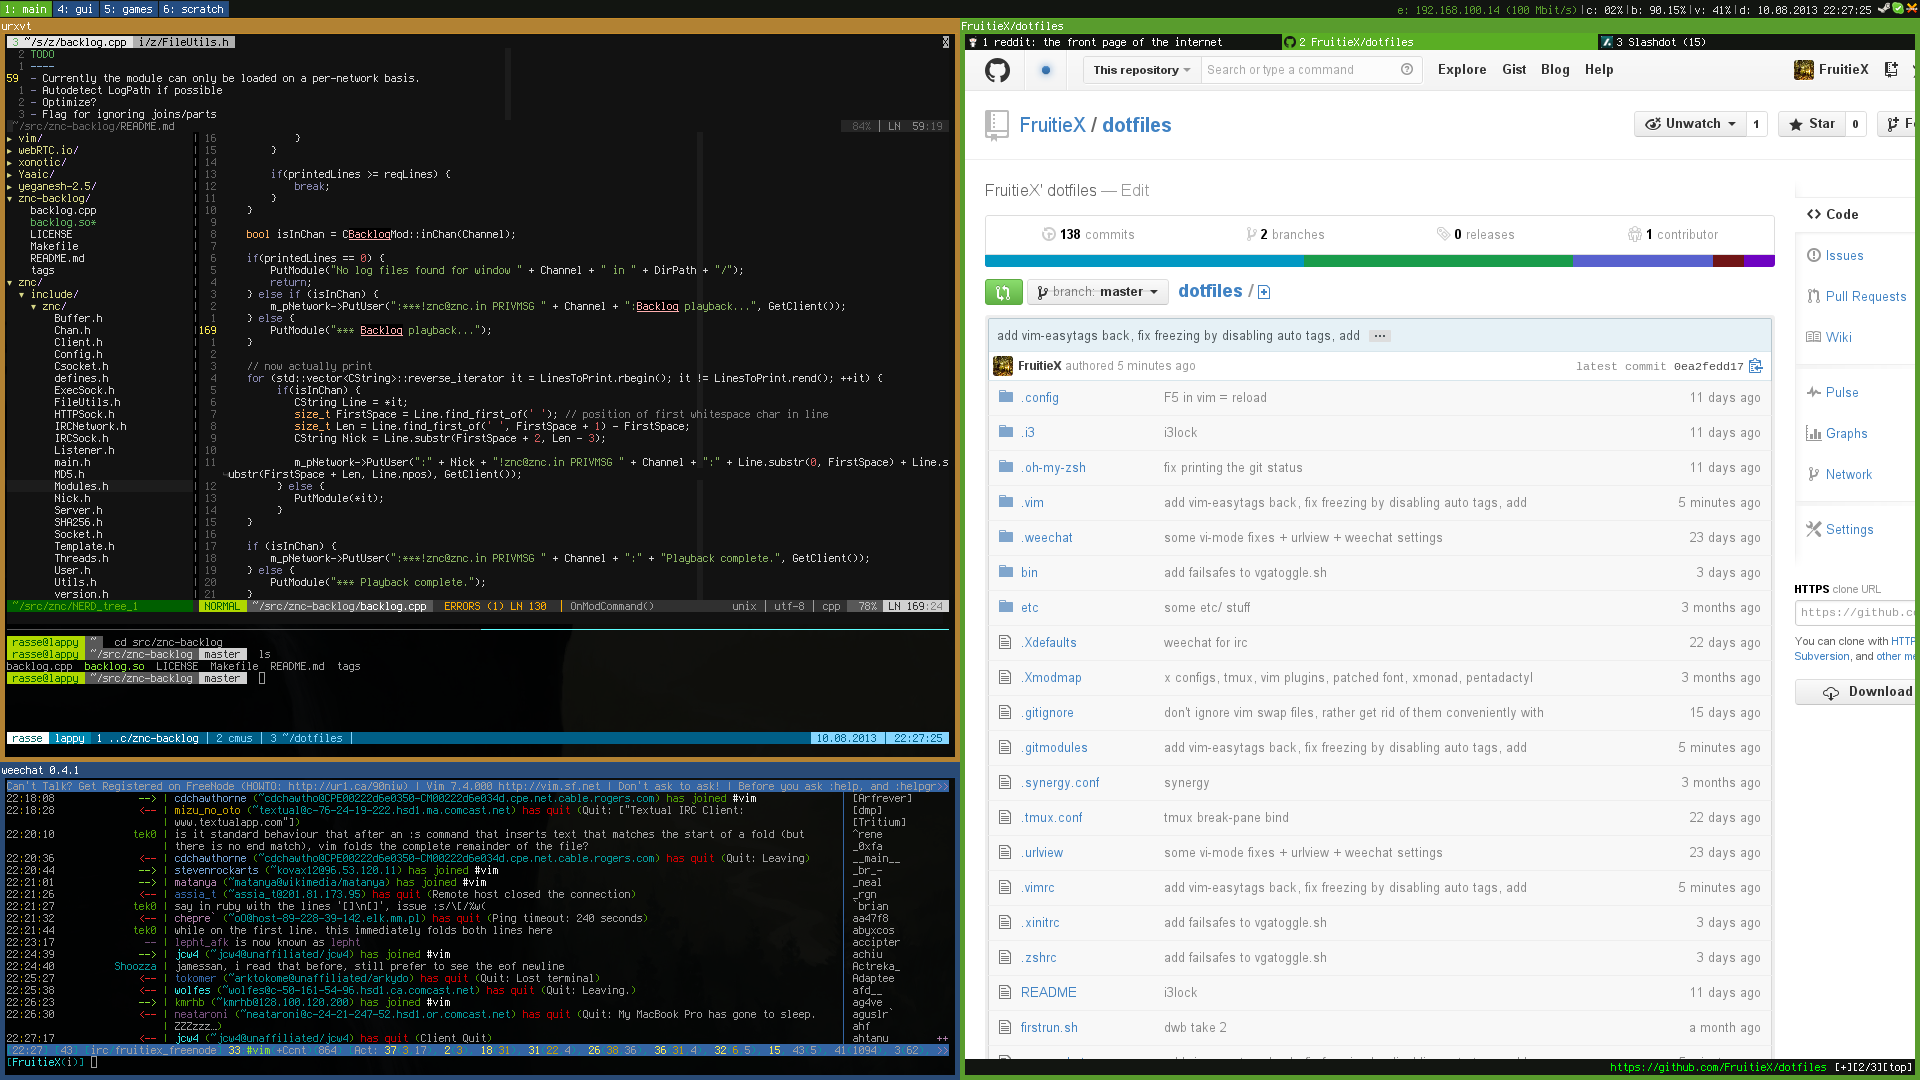 1: main 4: gui 5: games 6: scratch
e: 192.168.100.14 (100 Mbit/s) | c: 02% | b: 90.15% | v: 41% | d: 10.08.2013 22:27:25
urxvt
3 ~/s/z/backlog.cpp i/z/FileUtils.h X
2 TODO
1 ----
59 - Currently the module can only be loaded on a per-network basis.
1 - Autodetect LogPath if possible
2 - Optimize?
3 - Flag for ignoring joins/parts
~/src/znc-backlog/README.md 84% | LN 59:19
▸ vim/
▸ webRTC.io/
▸ xonotic/
▸ Yaaic/
▸ yeganesh-2.5/
▾ znc-backlog/
backlog.cpp
backlog.so*
LICENSE
Makefile
README.md
tags
▾ znc/
▾ include/
▾ znc/
Buffer.h
Chan.h
Client.h
Config.h
Csocket.h
defines.h
ExecSock.h
FileUtils.h
HTTPSock.h
IRCNetwork.h
IRCSock.h
Listener.h
main.h
MD5.h
Modules.h
Nick.h
Server.h
SHA256.h
Socket.h
Template.h
Threads.h
User.h
Utils.h
version.h
~/src/znc/NERD_tree_1
16 }
15 }
14
13 if(printedLines >= reqLines) {
12 break;
11 }
10 }
9
8 bool isInChan = CBacklogMod::inChan(Channel);
7
6 if(printedLines == 0) {
5 PutModule("No log files found for window " + Channel + " in " + DirPath + "/");
4 return;
3 } else if (isInChan) {
2 m_pNetwork->PutUser(":***!znc@znc.in PRIVMSG " + Channel + ":Backlog playback...", GetClient());
1 } else {
169 PutModule("*** Backlog playback...");
1 }
2
3 // now actually print
4 for (std::vector<CString>::reverse_iterator it = LinesToPrint.rbegin(); it != LinesToPrint.rend(); ++it) {
5 if(isInChan) {
6 CString Line = *it;
7 size_t FirstSpace = Line.find_first_of(' '); // position of first whitespace char in line
8 size_t Len = Line.find_first_of(' ', FirstSpace + 1) - FirstSpace;
9 CString Nick = Line.substr(FirstSpace + 2, Len - 3);
10
11 m_pNetwork->PutUser(":" + Nick + "!znc@znc.in PRIVMSG " + Channel + ":" + Line.substr(0, FirstSpace) + Line.s
ubstr(FirstSpace + Len, Line.npos), GetClient());
12 } else {
13 PutModule(*it);
14 }
15 }
16
17 if (isInChan) {
18 m_pNetwork->PutUser(":***!znc@znc.in PRIVMSG " + Channel + ":" + "Playback complete.", GetClient());
19 } else {
20 PutModule("*** Playback complete.");
21 }
NORMAL ~/src/znc-backlog/backlog.cpp ERRORS (1) LN 130 | OnModCommand() unix | utf-8 | cpp 78% LN 169:24
rasse@lappy ~ cd src/znc-backlog
rasse@lappy ~/src/znc-backlog master ls
backlog.cpp backlog.so LICENSE Makefile README.md tags
rasse@lappy ~/src/znc-backlog master
rasse lappy 1 ..c/znc-backlog | 2 cmus | 3 ~/dotfiles | 10.08.2013 | 22:27:25
weechat 0.4.1
Can't Talk? Get Registered on FreeNode (HOWTO: http://ur1.ca/90niw) | Vim 7.4.000 http://vim.sf.net | Don't ask to ask! | Before you ask :help, and :helpgr>>
22:18:08 --> | cdchawthorne (~cdchawtho@CPE00222d6e0350-CM00222d6e034d.cpe.net.cable.rogers.com) has joined #vim
22:18:28 <-- | mizu_no_oto (~textual@c-76-24-19-222.hsd1.ma.comcast.net) has quit (Quit: ["Textual IRC Client:
| www.textualapp.com"])
22:20:10 tek0 | is it standard behaviour that after an :s command that inserts text that matches the start of a fold (but
| there is no end match), vim folds the complete remainder of the file?
22:20:36 <-- | cdchawthorne (~cdchawtho@CPE00222d6e0350-CM00222d6e034d.cpe.net.cable.rogers.com) has quit (Quit: Leaving)
22:20:44 --> | stevenrockarts (~kovax12096.53.120.11) has joined #vim
22:21:01 --> | matanya (~matanya@wikimedia/matanya) has joined #vim
22:21:26 <-- | assia_t (~assia_t@201.81.173.95) has quit (Remote host closed the connection)
22:21:27 tek0 | say in ruby with the lines '[]\n[]', issue :s/\[/%w(
22:21:32 <-- | chepre` (~oO@host-89-228-39-142.elk.mm.pl) has quit (Ping timeout: 240 seconds)
22:21:44 tek0 | while on the first line. this immediately folds both lines here
22:23:17 -- | lepht_afk is now known as lepht
22:24:39 --> | jcw4 (~jcw4@unaffiliated/jcw4) has joined #vim
22:24:40 Shoozza | jamessan, i read that before, still prefer to see the eof newline
22:25:27 <-- | tokomer (~arktokome@unaffiliated/arkydo) has quit (Quit: Lost terminal)
22:25:38 <-- | wolfes (~wolfes@c-50-161-54-96.hsd1.ca.comcast.net) has quit (Quit: Leaving.)
22:26:23 --> | kmrhb (~kmrhb@128.100.120.200) has joined #vim
22:26:30 <-- | neataroni (~neataroni@c-24-21-247-52.hsd1.or.comcast.net) has quit (Quit: My MacBook Pro has gone to sleep.
| ZZZzzz…)
22:27:17 <-- | jcw4 (~jcw4@unaffiliated/jcw4) has quit (Client Quit)
[Arfrever]
[dmp]
[Tritium]
^rene
_0xfa
__main__
_br_-
_neal
_rgn
`brian
aa47f8
abyxcos
accipter
achiu
Actreka_
Adaptee
afd__
ag4ve
aguslr`
ahf
ahtanu ++
[FruitieX(i)]
FruitieX/dotfiles
1 reddit: the front page of the internet 2 FruitieX/dotfiles 3 Slashdot (15)
This repository Search or type a command Explore Gist Blog Help FruitieX
FruitieX / dotfiles Unwatch 1 Star 0
FruitieX' dotfiles — Edit
138 commits 2 branches 0 releases 1 contributor
branch: master dotfiles /
add vim-easytags back, fix freezing by disabling auto tags, add ...
FruitieX authored 5 minutes ago latest commit 0ea2fedd17
.config F5 in vim = reload 11 days ago
.i3 i3lock 11 days ago
.oh-my-zsh fix printing the git status 11 days ago
.vim add vim-easytags back, fix freezing by disabling auto tags, add 5 minutes ago
.weechat some vi-mode fixes + urlview + weechat settings 23 days ago
bin add failsafes to vgatoggle.sh 3 days ago
etc some etc/ stuff 3 months ago
.Xdefaults weechat for irc 22 days ago
.Xmodmap x configs, tmux, vim plugins, patched font, xmonad, pentadactyl 3 months ago
.gitignore don't ignore vim swap files, rather get rid of them conveniently with 15 days ago
.gitmodules add vim-easytags back, fix freezing by disabling auto tags, add 5 minutes ago
.synergy.conf synergy 3 months ago
.tmux.conf tmux break-pane bind 22 days ago
.urlview some vi-mode fixes + urlview + weechat settings 23 days ago
.vimrc add vim-easytags back, fix freezing by disabling auto tags, add 5 minutes ago
.xinitrc add failsafes to vgatoggle.sh 3 days ago
.zshrc add failsafes to vgatoggle.sh 3 days ago
README i3lock 11 days ago
firstrun.sh dwb take 2 a month ago
Code
Issues
Pull Requests
Wiki
Pulse
Graphs
Network
Settings
HTTPS clone URL
https://github.c
You can clone with HTT
Subversion, and other me
Download
https://github.com/FruitieX/dotfiles [+][2/3][top]